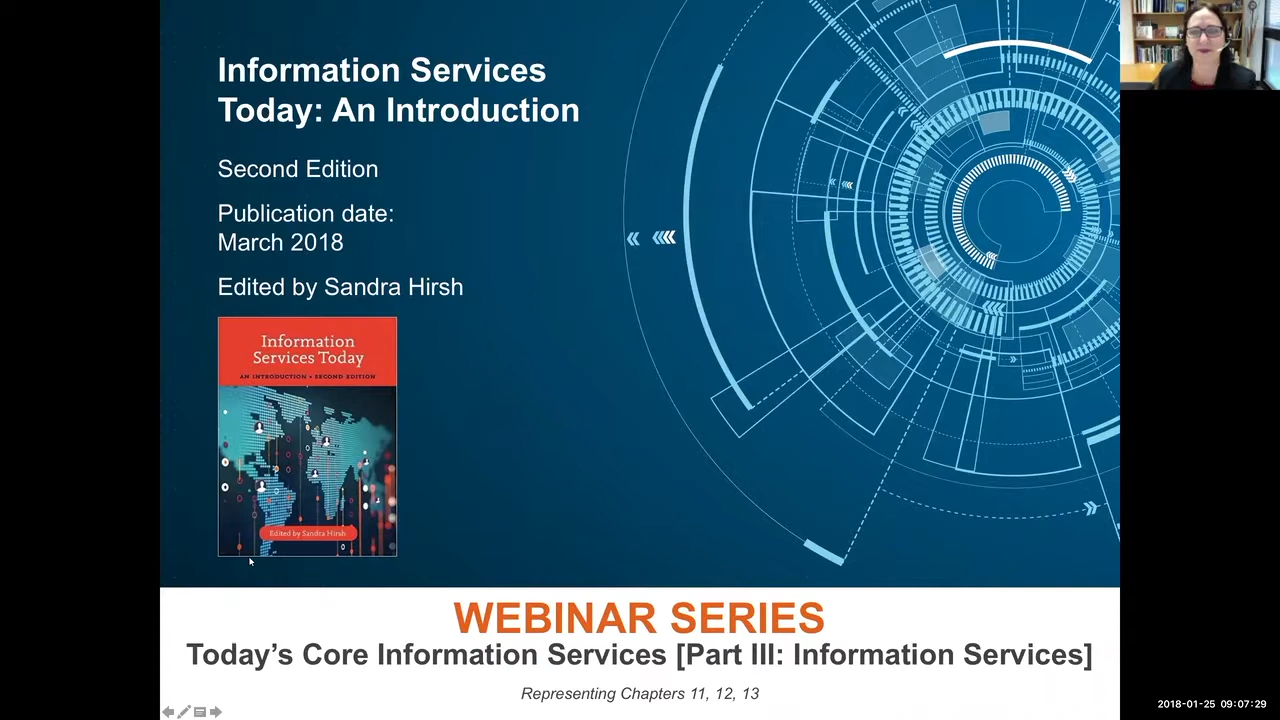 Information Services
Today: An Introduction
Second Edition
Publication date:
March 2018
Edited by Sandra Hirsh
Information
Services Today
AN INTRODUCTION • SECOND EDITION
Edited by Sandra Hirsh
WEBINAR SERIES
Today’s Core Information Services [Part III: Information Services]
Representing Chapters 11, 12, 13
2018-01-25 09:07:29